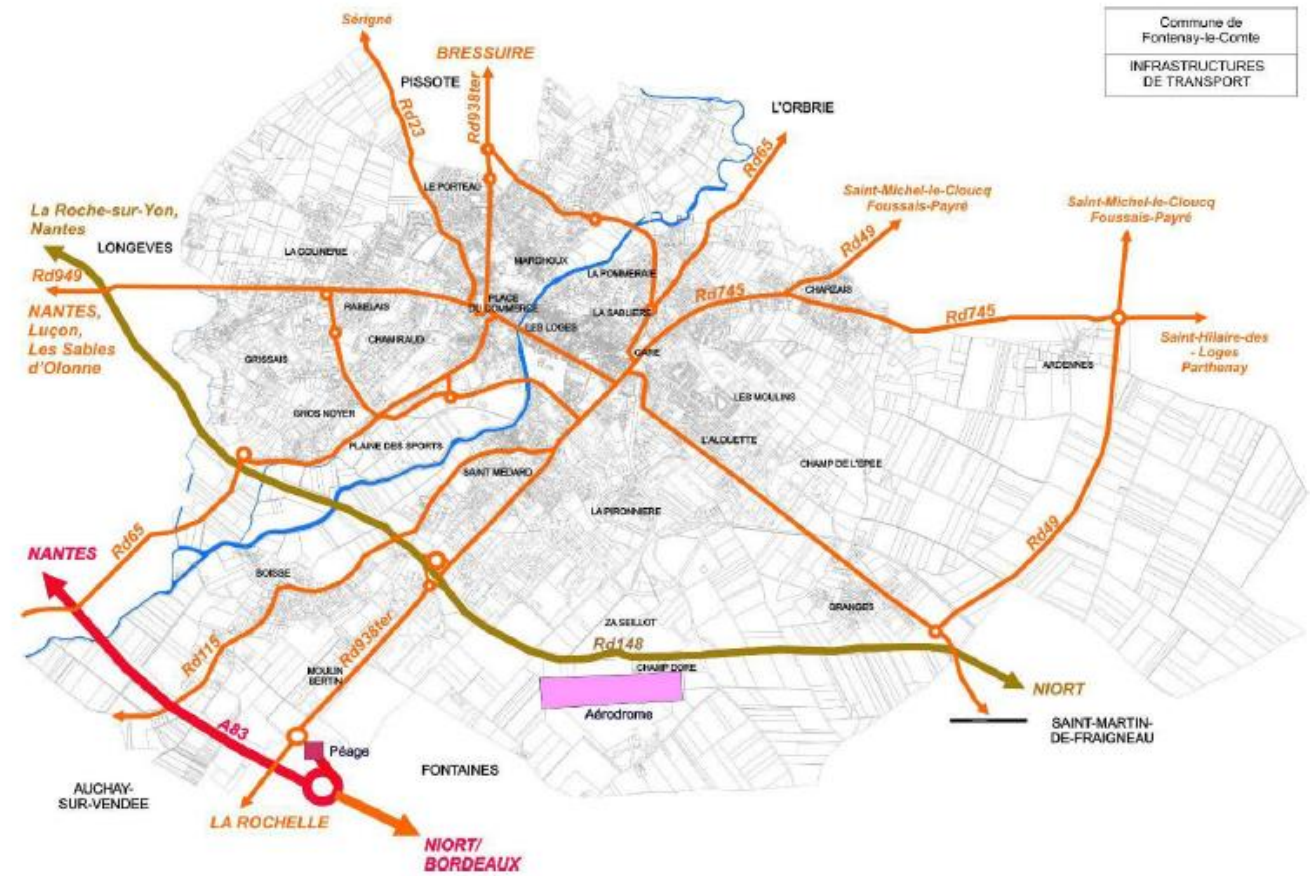 Commune de
Fontenay-le-Comte
INFRASTRUCTURES
DE TRANSPORT
Sérigné
BRESSUIRE
PISSOTE
Rd23
Rd938ter
L'ORBRIE
Rd65
LE PORTEAU
Saint-Michel-le-Cloucq
Foussais-Payré
Saint-Michel-le-Cloucq
Foussais-Payré
La Roche-sur-Yon,
Nantes
LONGEVES
Rd49
MARCHOUX
LA POMMERAIE
Rd949
RABELAIS
PLACE
DU COMMERCE
LES LOGES
LA SABLIERE
Rd745
CHARZAIS
Rd745
NANTES,
Luçon,
Les Sables
d'Olonne
CHAMIRAUD
GRISSAIS
GARE
ARDENNES
Saint-Hilaire-des
- Loges
Parthenay
LES MOULINS
GROS NOYER
PLAINE DES SPORTS
L'ALOUETTE
CHAMP DE L'EPEE
SAINT MEDARD
LA PIRONNIERE
Rd65
Rd49
NANTES
BOISSE
GRANGES
ZA SEILLOT
Rd148
Rd115
Rd938ter
MOULIN
BERTIN
CHAMP DORE
NIORT
Aérodrome
SAINT-MARTIN-
DE-FRAIGNEAU
A83
Péage
FONTAINES
AUCHAY-
SUR-VENDEE
LA ROCHELLE
NIORT/
BORDEAUX